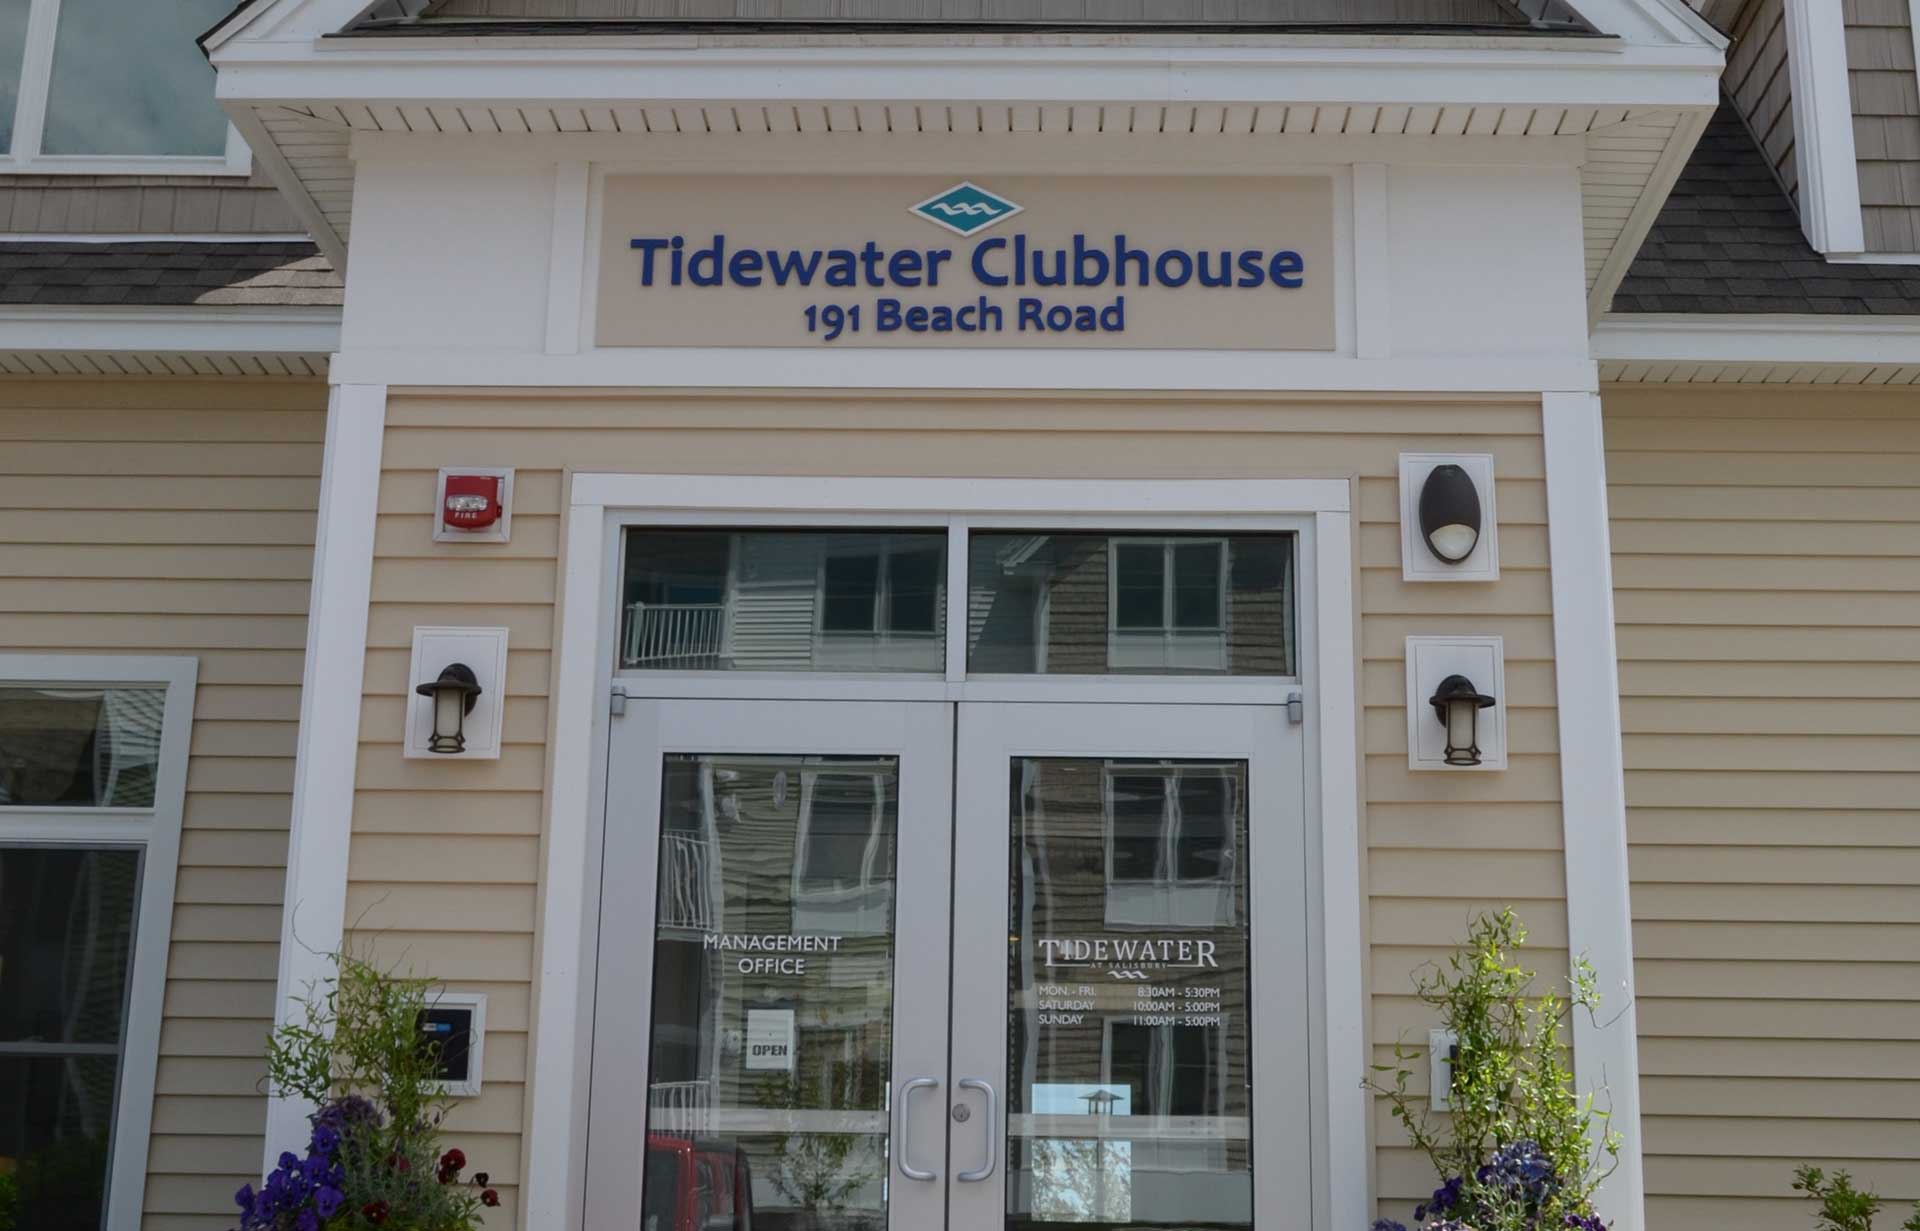 Tidewater Clubhouse
191 Beach Road
FIRE
MANAGEMENT
OFFICE
OPEN
TIDEWATER
AT SALISBURY
MON. - FRI. 8:30AM - 5:30PM
SATURDAY 10:00AM - 5:00PM
SUNDAY 11:00AM - 5:00PM